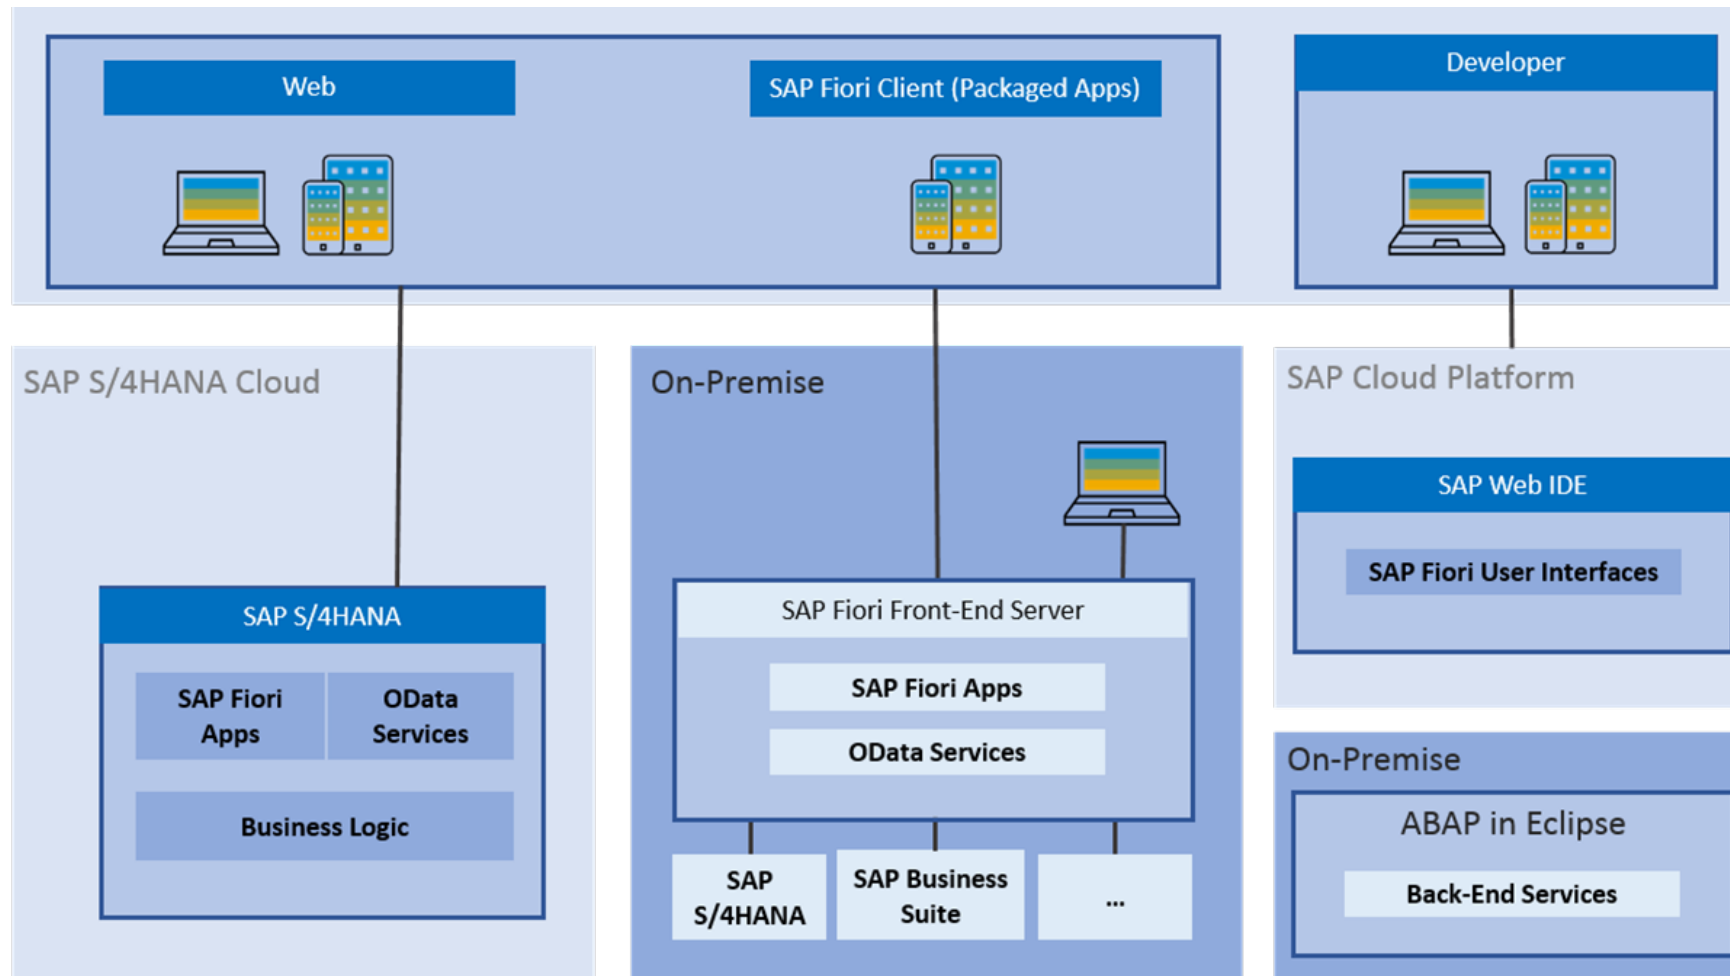 Web
SAP Fiori Client (Packaged Apps)
Developer
SAP S/4HANA Cloud
SAP S/4HANA
SAP Fiori
Apps
OData
Services
Business Logic
On-Premise
SAP Fiori Front-End Server
SAP Fiori Apps
OData Services
SAP
S/4HANA
SAP Business
Suite
...
SAP Cloud Platform
SAP Web IDE
SAP Fiori User Interfaces
On-Premise
ABAP in Eclipse
Back-End Services